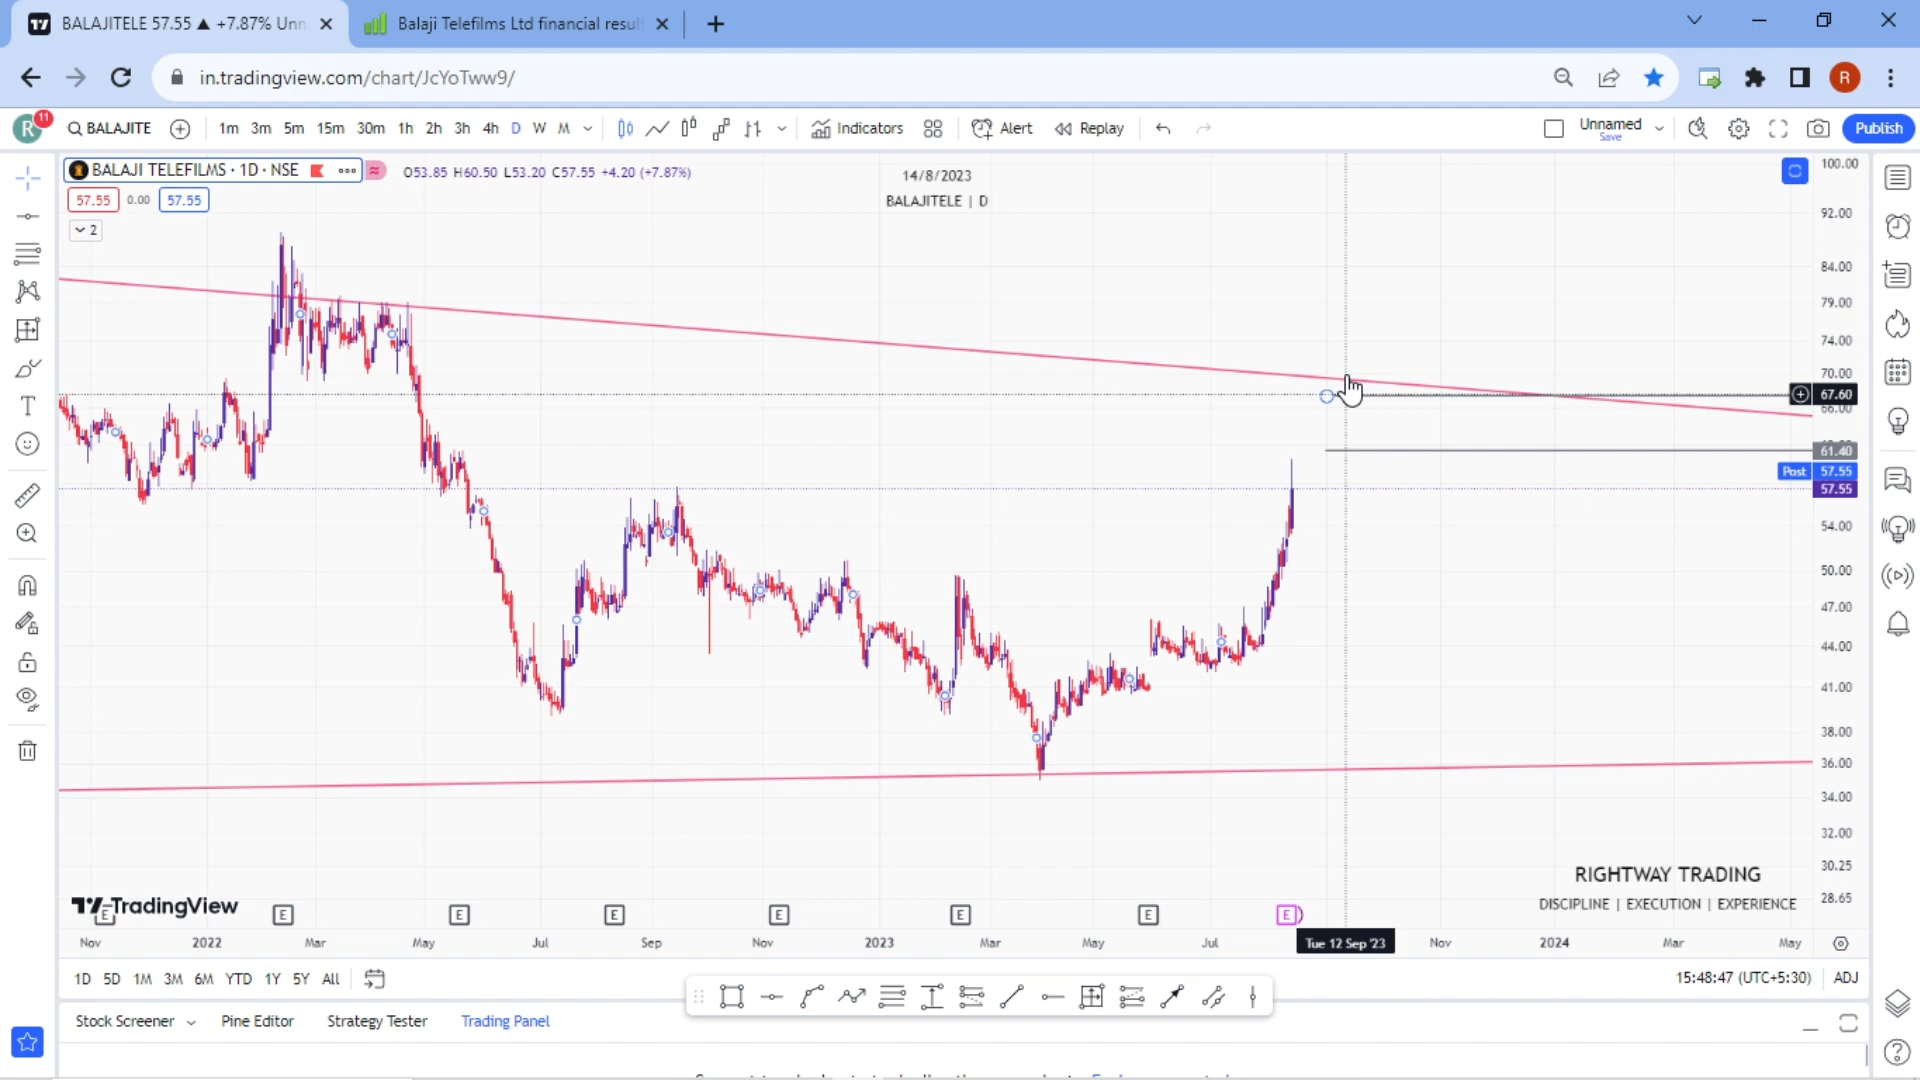 BALAJITELE 57.55 ▲ +7.87% Unn
Balaji Telefilms Ltd financial resul
in.tradingview.com/chart/JcYoTww9/
R
R
11
BALAJITE
1m 3m 5m 15m 30m 1h 2h 3h 4h D W M
Indicators
Alert
Replay
Unnamed
Save
Publish
BALAJI TELEFILMS · 1D · NSE
O53.85 H60.50 L53.20 C57.55 +4.20 (+7.87%)
57.55 0.00 57.55
2
14/8/2023
BALAJITELE | D
100.00
92.00
84.00
79.00
74.00
70.00
67.60
66.00
61.40
Post 57.55
57.55
54.00
50.00
47.00
44.00
41.00
38.00
36.00
34.00
32.00
30.25
28.65
RIGHTWAY TRADING
DISCIPLINE | EXECUTION | EXPERIENCE
TradingView
E E E E E E E E
Nov 2022 Mar May Jul Sep Nov 2023 Mar May Jul Tue 12 Sep '23 Nov 2024 Mar May
1D 5D 1M 3M 6M YTD 1Y 5Y All
15:48:47 (UTC+5:30) ADJ
Stock Screener Pine Editor Strategy Tester Trading Panel